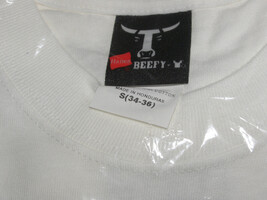 Hanes
BEEFY-T
MADE IN HONDURAS
S(34-36)